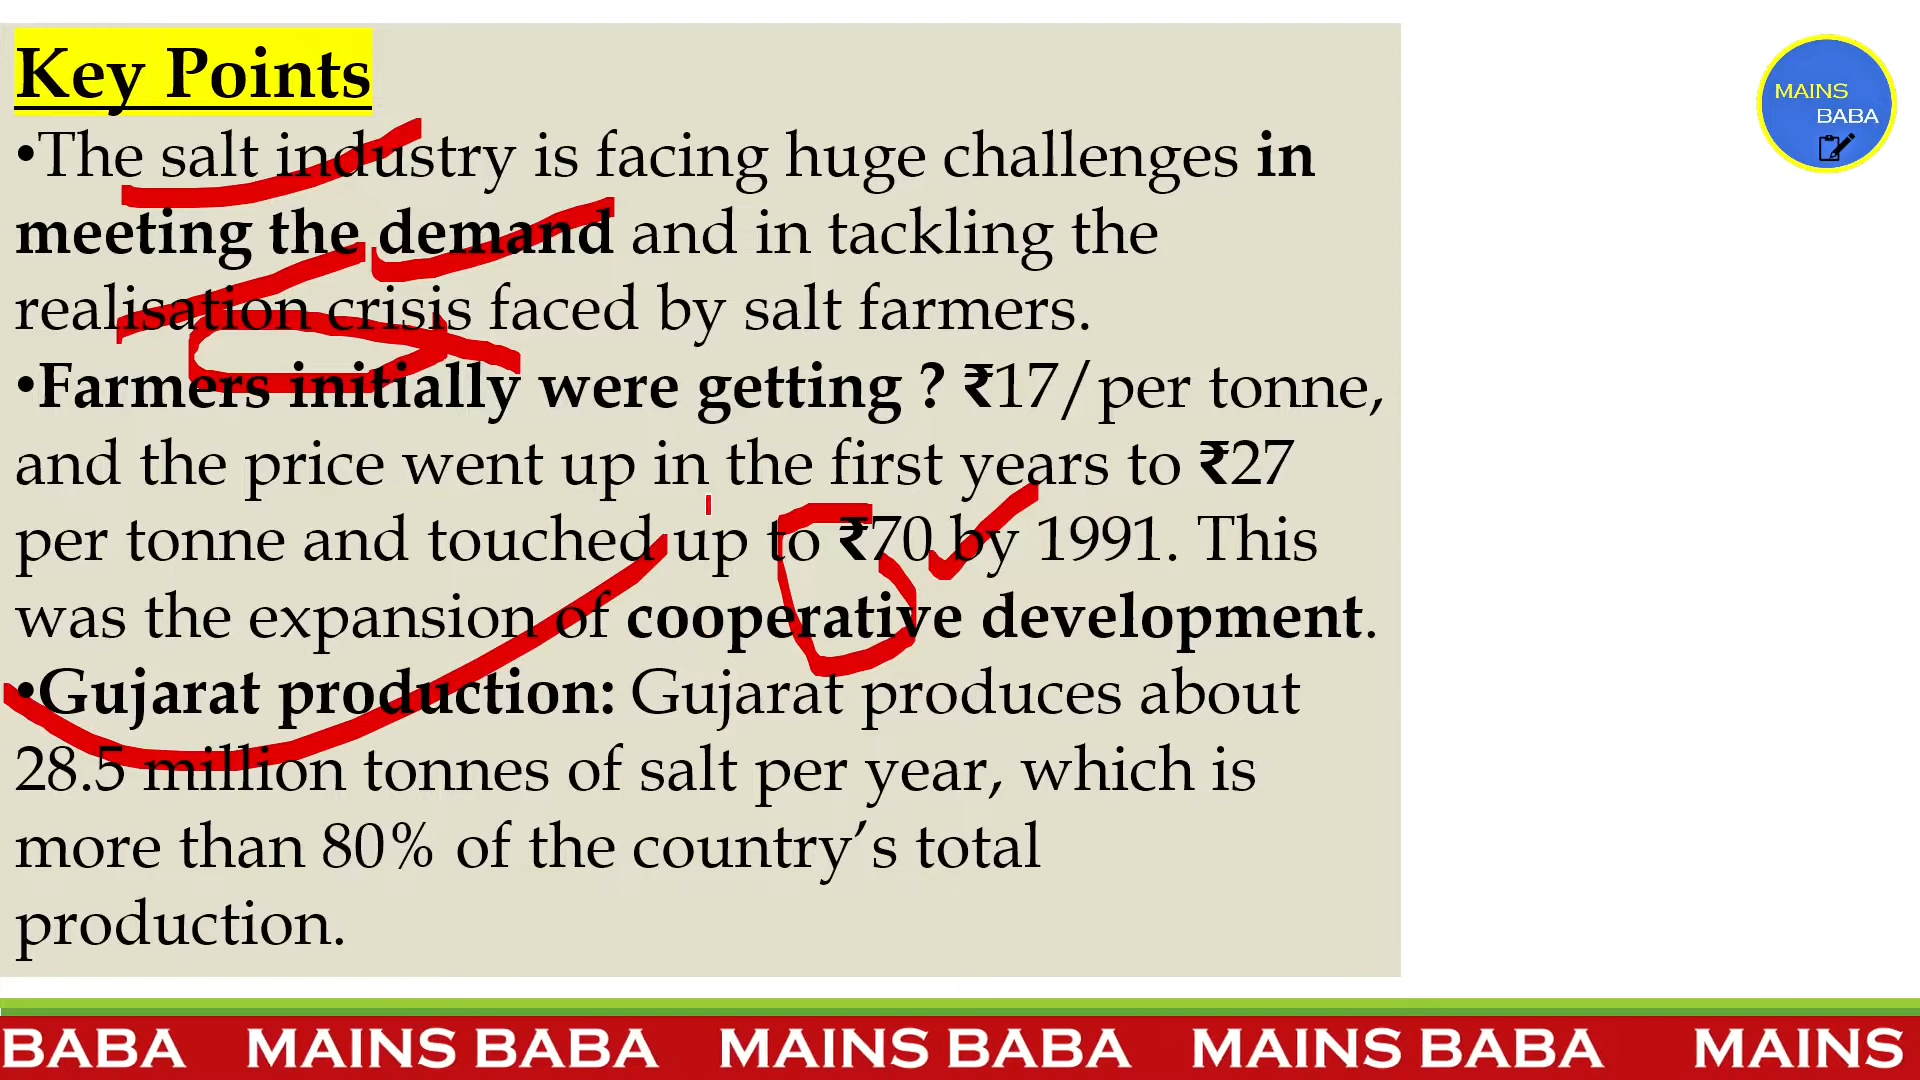 Key Points
•The salt industry is facing huge challenges in
meeting the demand and in tackling the
realisation crisis faced by salt farmers.
•Farmers initially were getting ? ₹17/per tonne,
and the price went up in the first years to ₹27
per tonne and touched up to ₹70 by 1991. This
was the expansion of cooperative development.
•Gujarat production: Gujarat produces about
28.5 million tonnes of salt per year, which is
more than 80% of the country’s total
production.
MAINS
BABA
BABA MAINS BABA MAINS BABA MAINS BABA MAINS